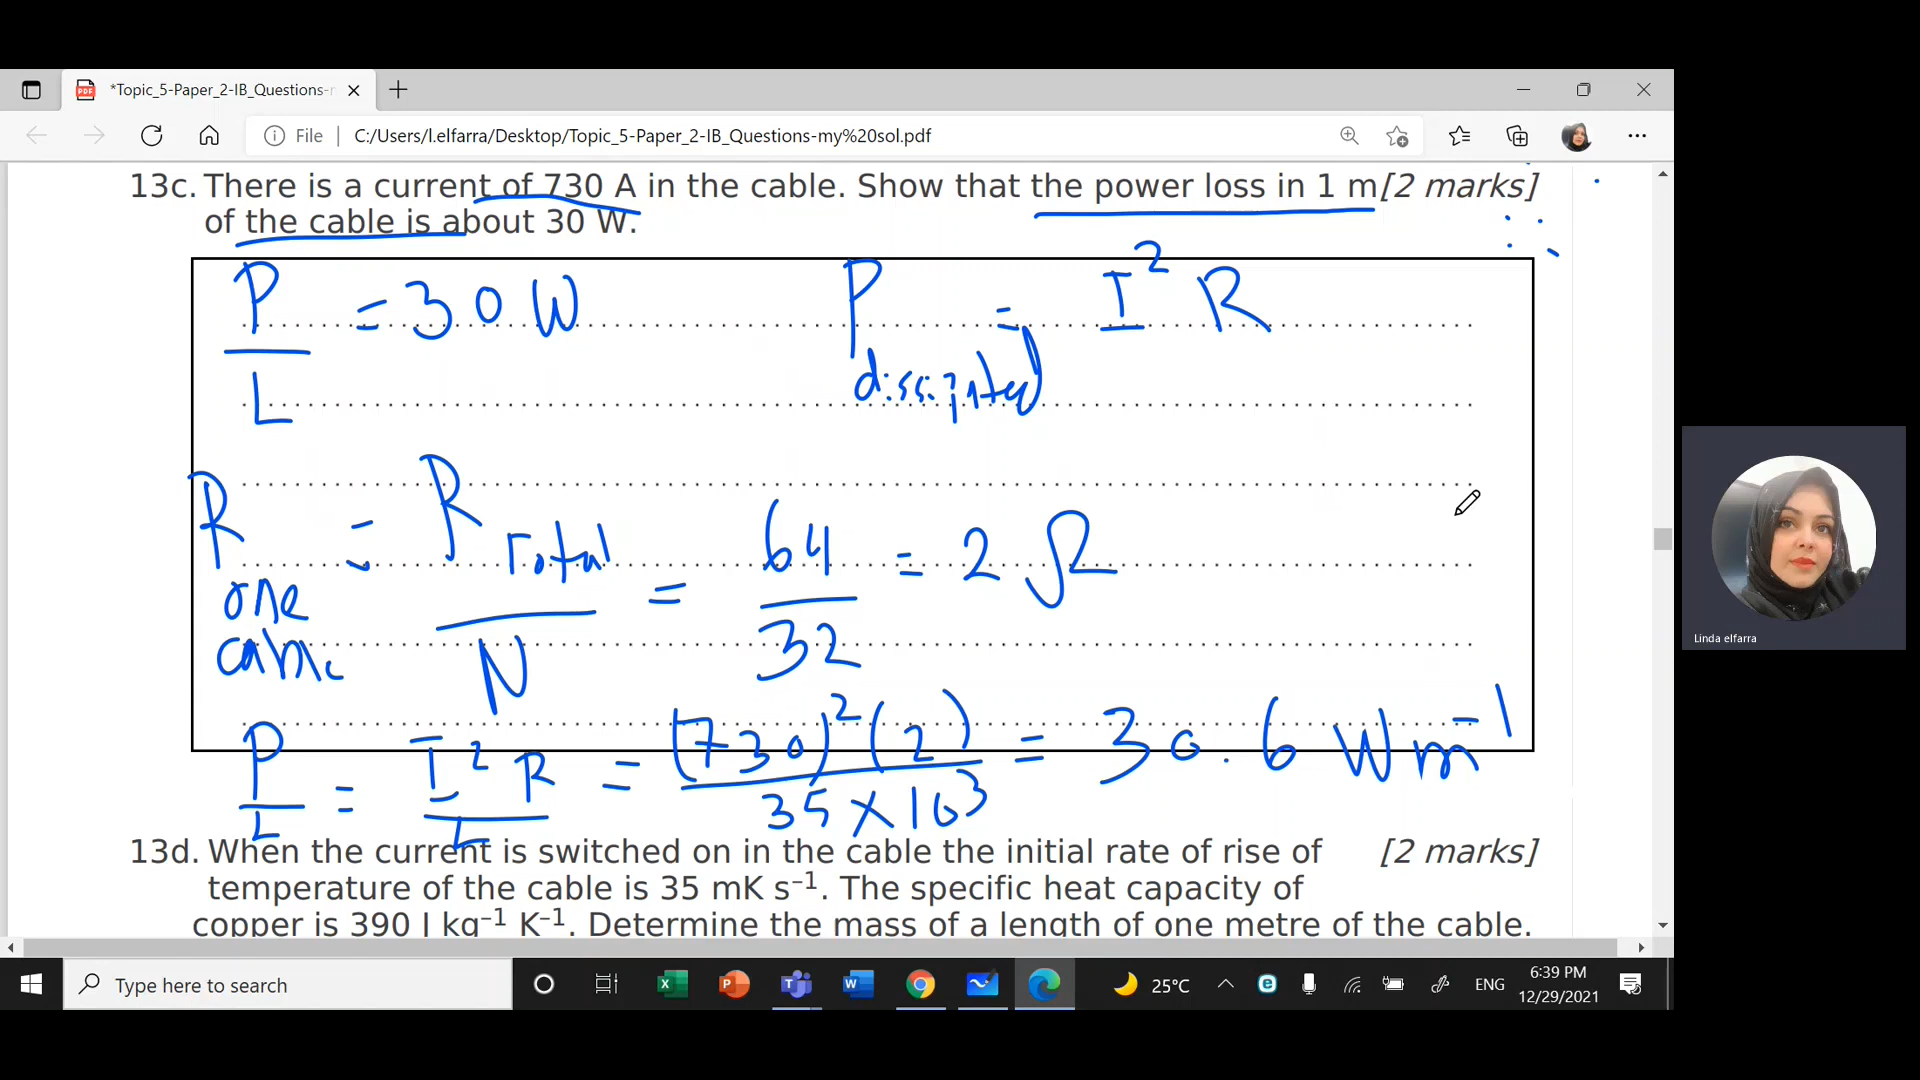 *Topic_5-Paper_2-IB_Questions-m
File | C:/Users/l.elfarra/Desktop/Topic_5-Paper_2-IB_Questions-my%20sol.pdf
13c. There is a current of 730 A in the cable. Show that the power loss in 1 m [2 marks]
of the cable is about 30 W.
P/L = 30 W
P dissipated = I² R
R one cable = R Total / N = 64/32 = 2 Ω
P/L = I² R / L = (730)² (2) / 35 × 10³ = 30.6 W m⁻¹
13d. When the current is switched on in the cable the initial rate of rise of [2 marks]
temperature of the cable is 35 mK s⁻¹. The specific heat capacity of
copper is 390 J kg⁻¹ K⁻¹. Determine the mass of a length of one metre of the cable.
Linda elfarra
Type here to search
25°C
ENG
6:39 PM
12/29/2021